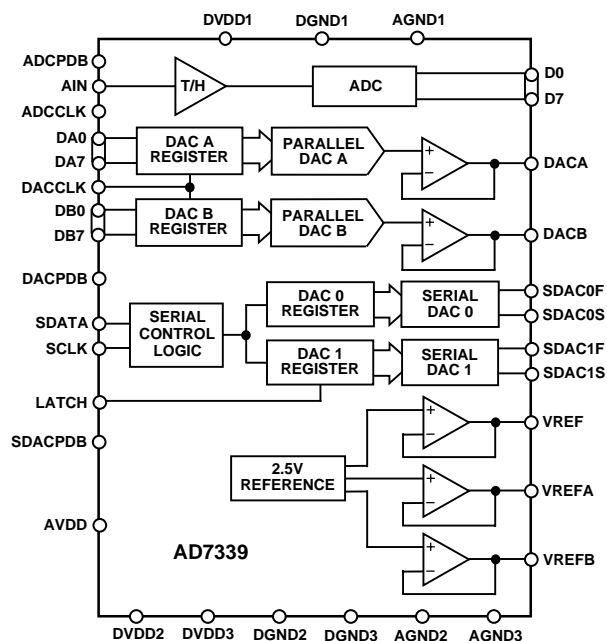 DVDD1
DGND1
AGND1
ADCPDB
AIN
T/H
ADC
D0
D7
ADCCLK
DA0
DA7
DAC A
REGISTER
PARALLEL
DAC A
+
−
DACA
DACCLK
DB0
DB7
DAC B
REGISTER
PARALLEL
DAC B
+
−
DACB
DACPDB
SDATA
SCLK
SERIAL
CONTROL
LOGIC
DAC 0
REGISTER
SERIAL
DAC 0
SDAC0F
SDAC0S
DAC 1
REGISTER
SERIAL
DAC 1
SDAC1F
SDAC1S
LATCH
SDACPDB
+
−
VREF
2.5V
REFERENCE
+
−
VREFA
AVDD
AD7339
+
−
VREFB
DVDD2
DVDD3
DGND2
DGND3
AGND2
AGND3